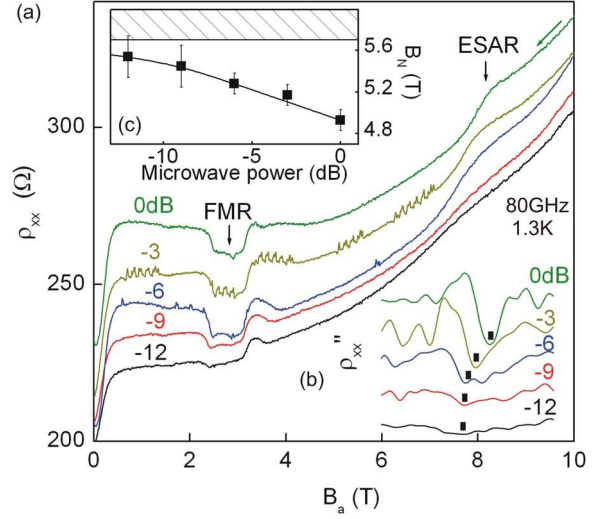 (a)
ESAR
5.6
5.2
4.8
B_N (T)
(c)
-10 -5 0
Microwave power (dB)
300
250
200
ρ_xx (Ω)
0dB
FMR
-3
-6
-9
-12
80GHz
1.3K
0dB
-3
-6
-9
-12
(b)
ρ_xx"
0 2 4 6 8 10
B_a (T)